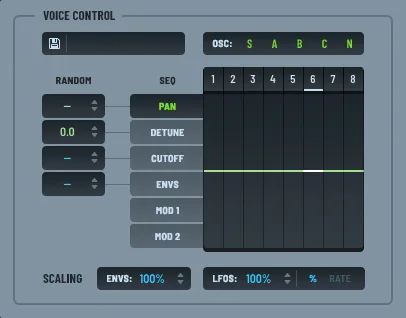 VOICE CONTROL
OSC: S A B C N
RANDOM SEQ 1 2 3 4 5 6 7 8
– PAN
0.0 DETUNE
– CUTOFF
– ENVS
MOD 1
MOD 2
SCALING ENVS: 100% LFOS: 100% % RATE